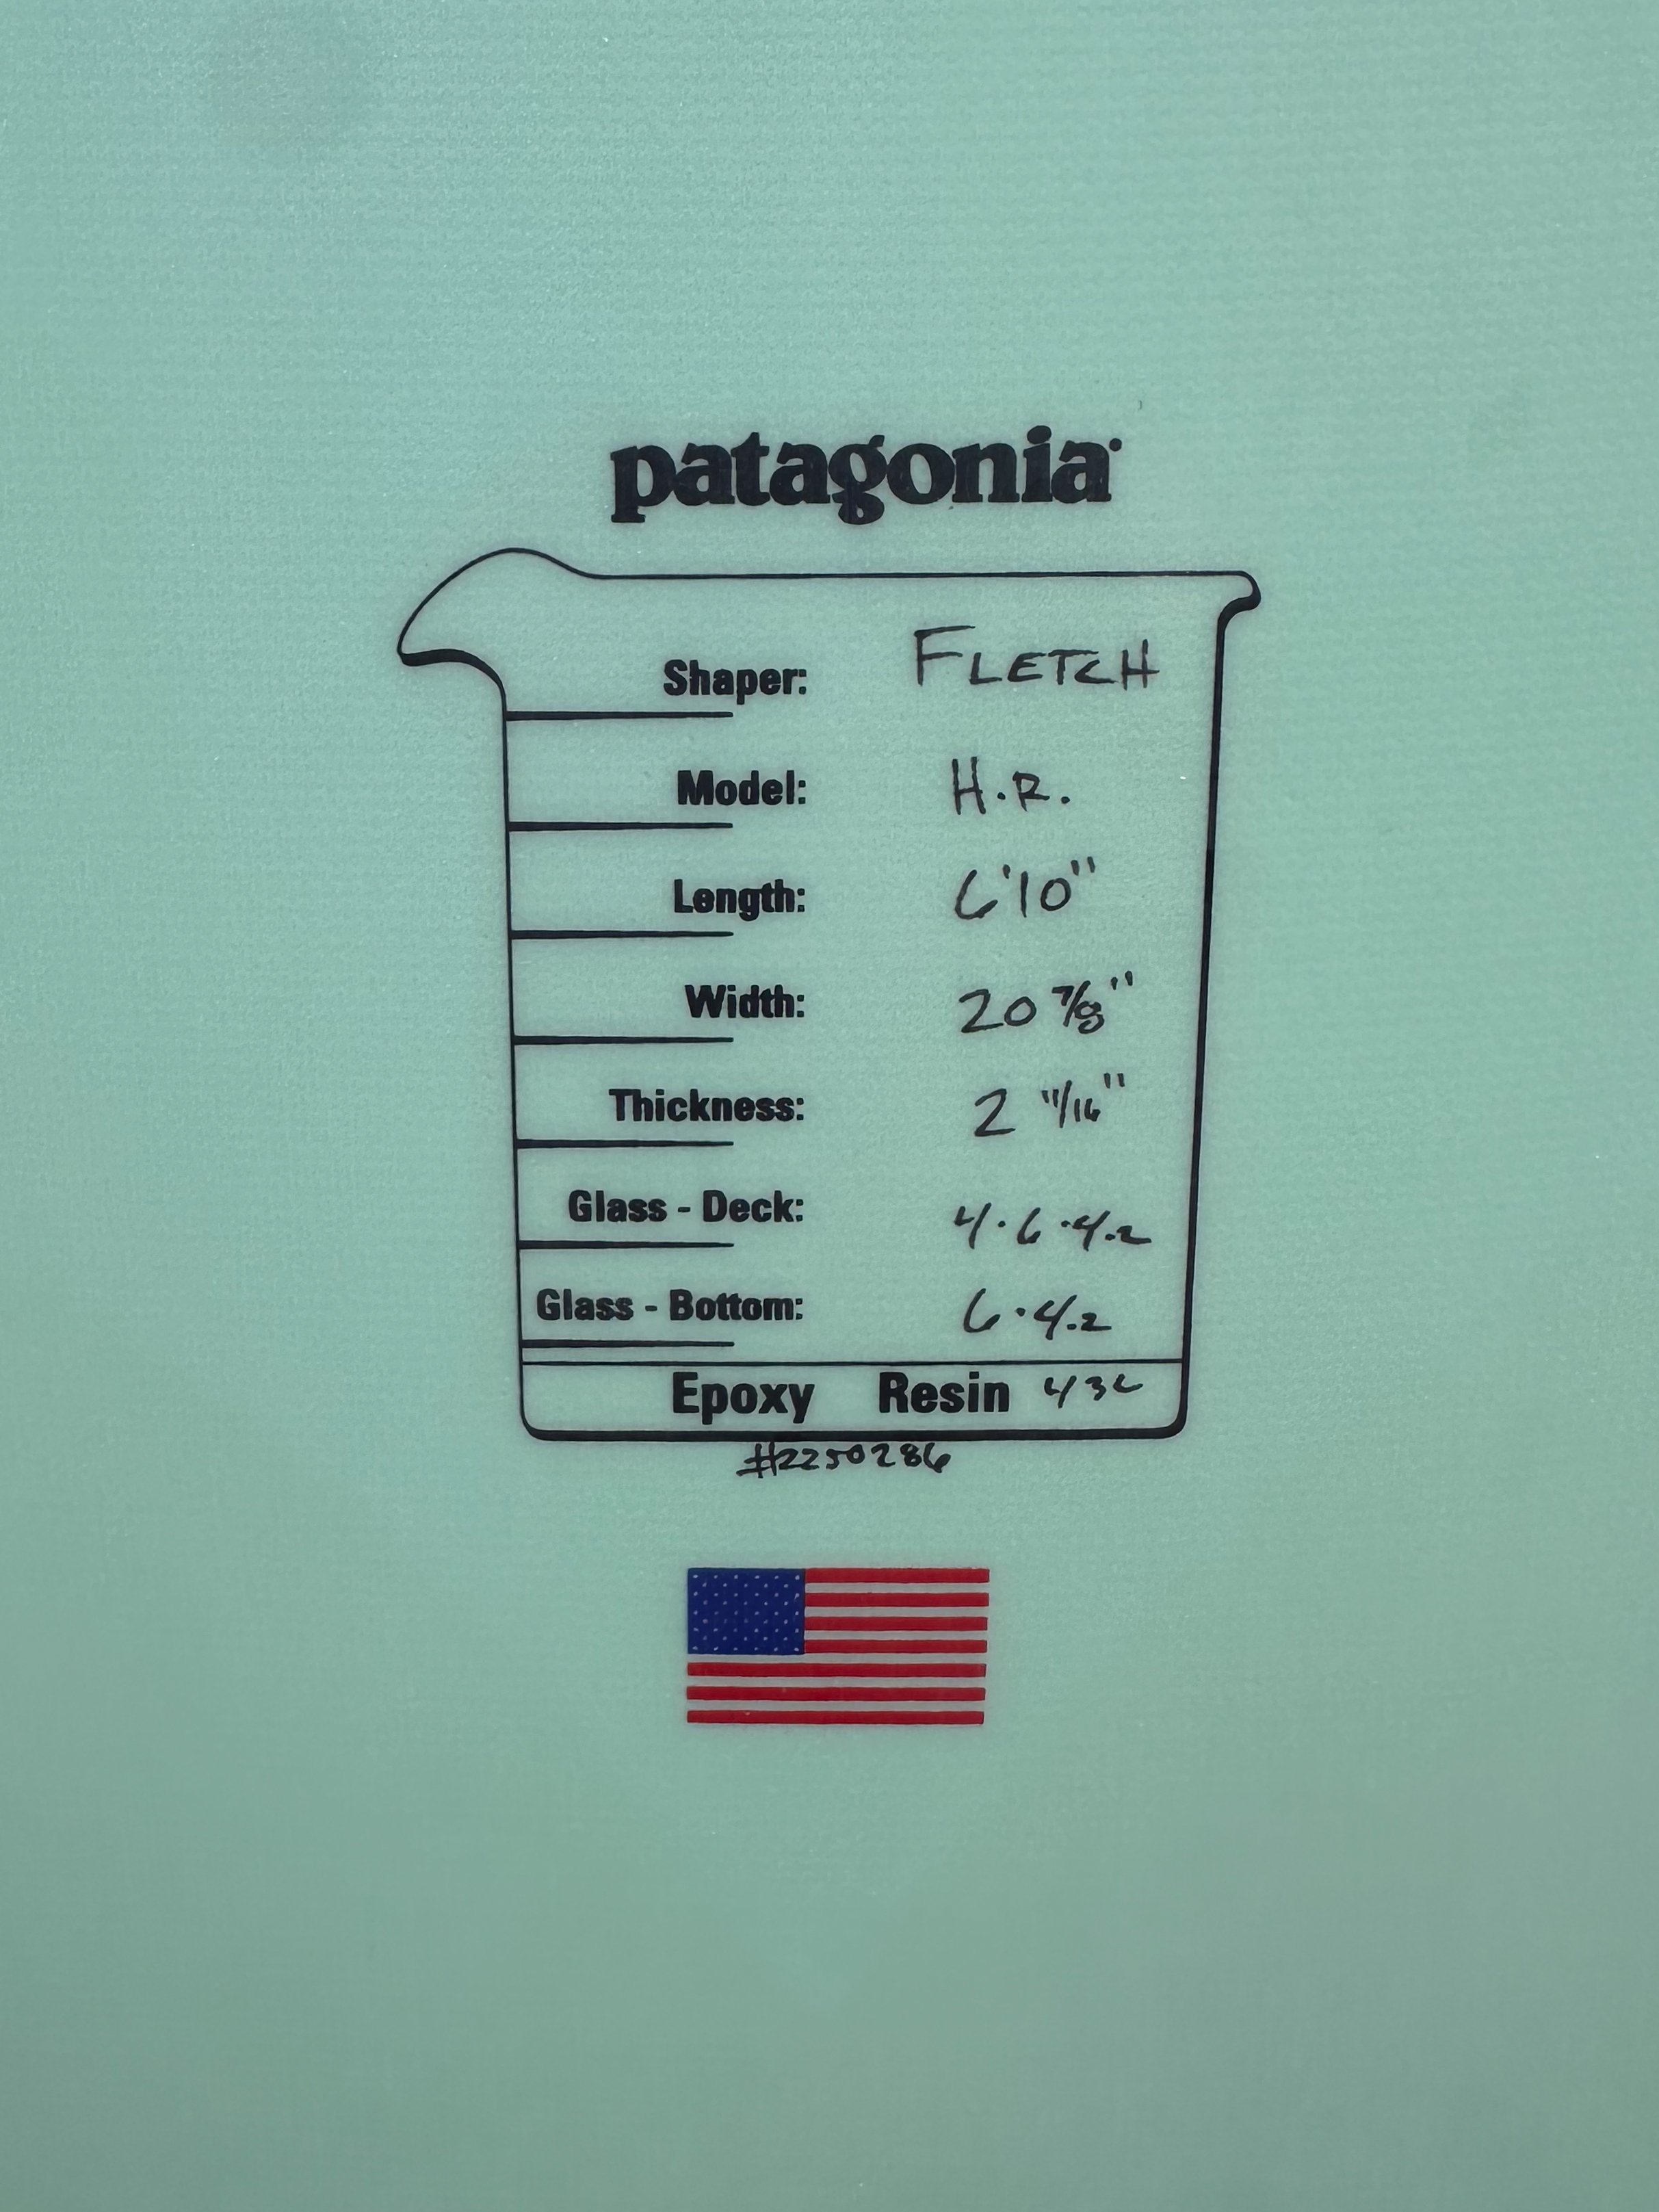 patagonia
Shaper: FLETCH
Model: H.R.
Length: 6'10"
Width: 20 7/8"
Thickness: 2 11/16"
Glass - Deck: 4·6·4.2
Glass - Bottom: 6·4.2
Epoxy Resin
#2250286